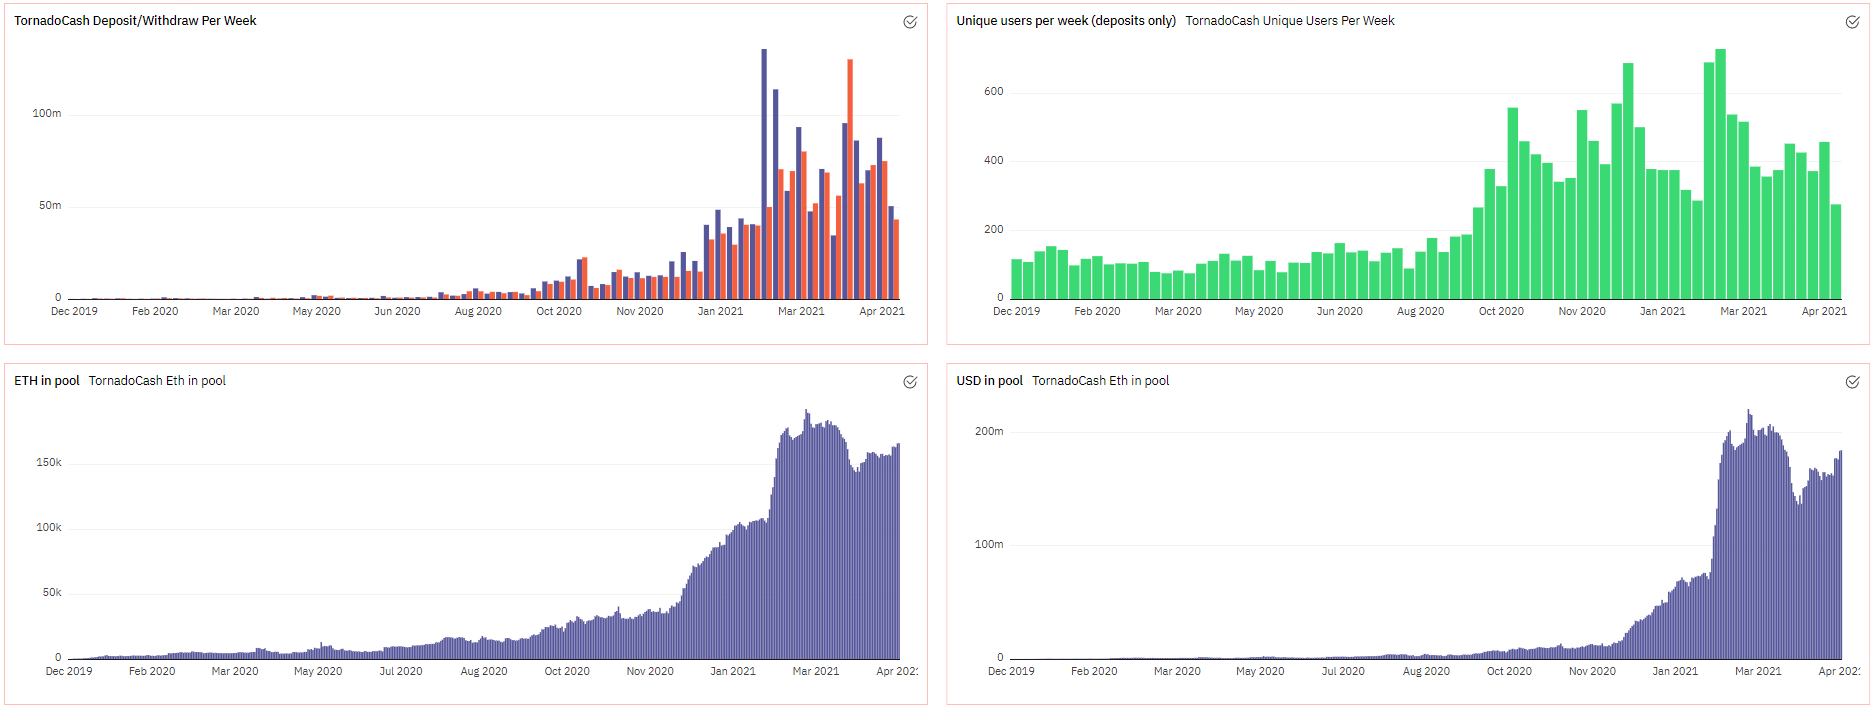 TornadoCash Deposit/Withdraw Per Week
100m
50m
0
Dec 2019 Feb 2020 Mar 2020 May 2020 Jun 2020 Aug 2020 Oct 2020 Nov 2020 Jan 2021 Mar 2021 Apr 2021
Unique users per week (deposits only) TornadoCash Unique Users Per Week
600
400
200
0
Dec 2019 Feb 2020 Mar 2020 May 2020 Jun 2020 Aug 2020 Oct 2020 Nov 2020 Jan 2021 Mar 2021 Apr 2021
ETH in pool TornadoCash Eth in pool
150k
100k
50k
0
Dec 2019 Feb 2020 Mar 2020 May 2020 Jul 2020 Aug 2020 Oct 2020 Nov 2020 Jan 2021 Mar 2021 Apr 202
USD in pool TornadoCash Eth in pool
200m
100m
0
Dec 2019 Feb 2020 Mar 2020 May 2020 Jul 2020 Aug 2020 Oct 2020 Nov 2020 Jan 2021 Mar 2021 Apr 202